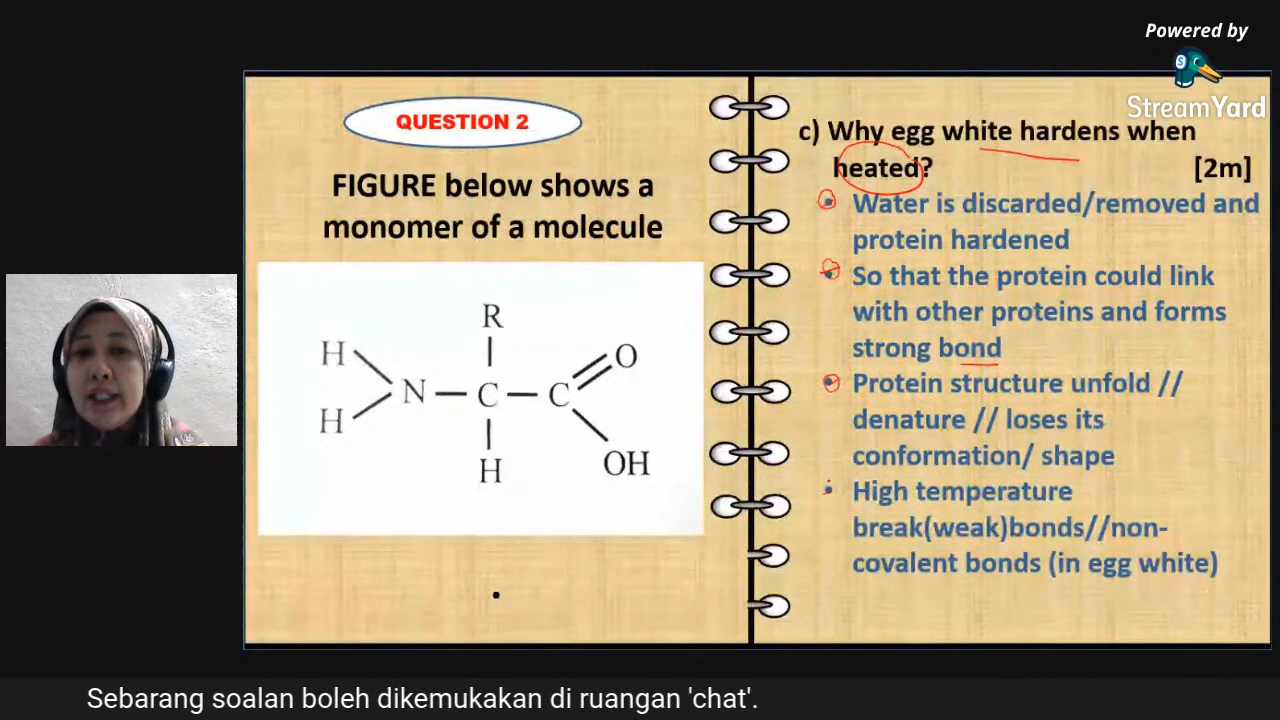 Powered by
StreamYard
QUESTION 2
FIGURE below shows a
monomer of a molecule
R
H
O
N
C
C
H
H
OH
c) Why egg white hardens when
heated? [2m]
• Water is discarded/removed and
protein hardened
• So that the protein could link
with other proteins and forms
strong bond
• Protein structure unfold //
denature // loses its
conformation/ shape
• High temperature
break(weak)bonds//non-
covalent bonds (in egg white)
Sebarang soalan boleh dikemukakan di ruangan 'chat'.